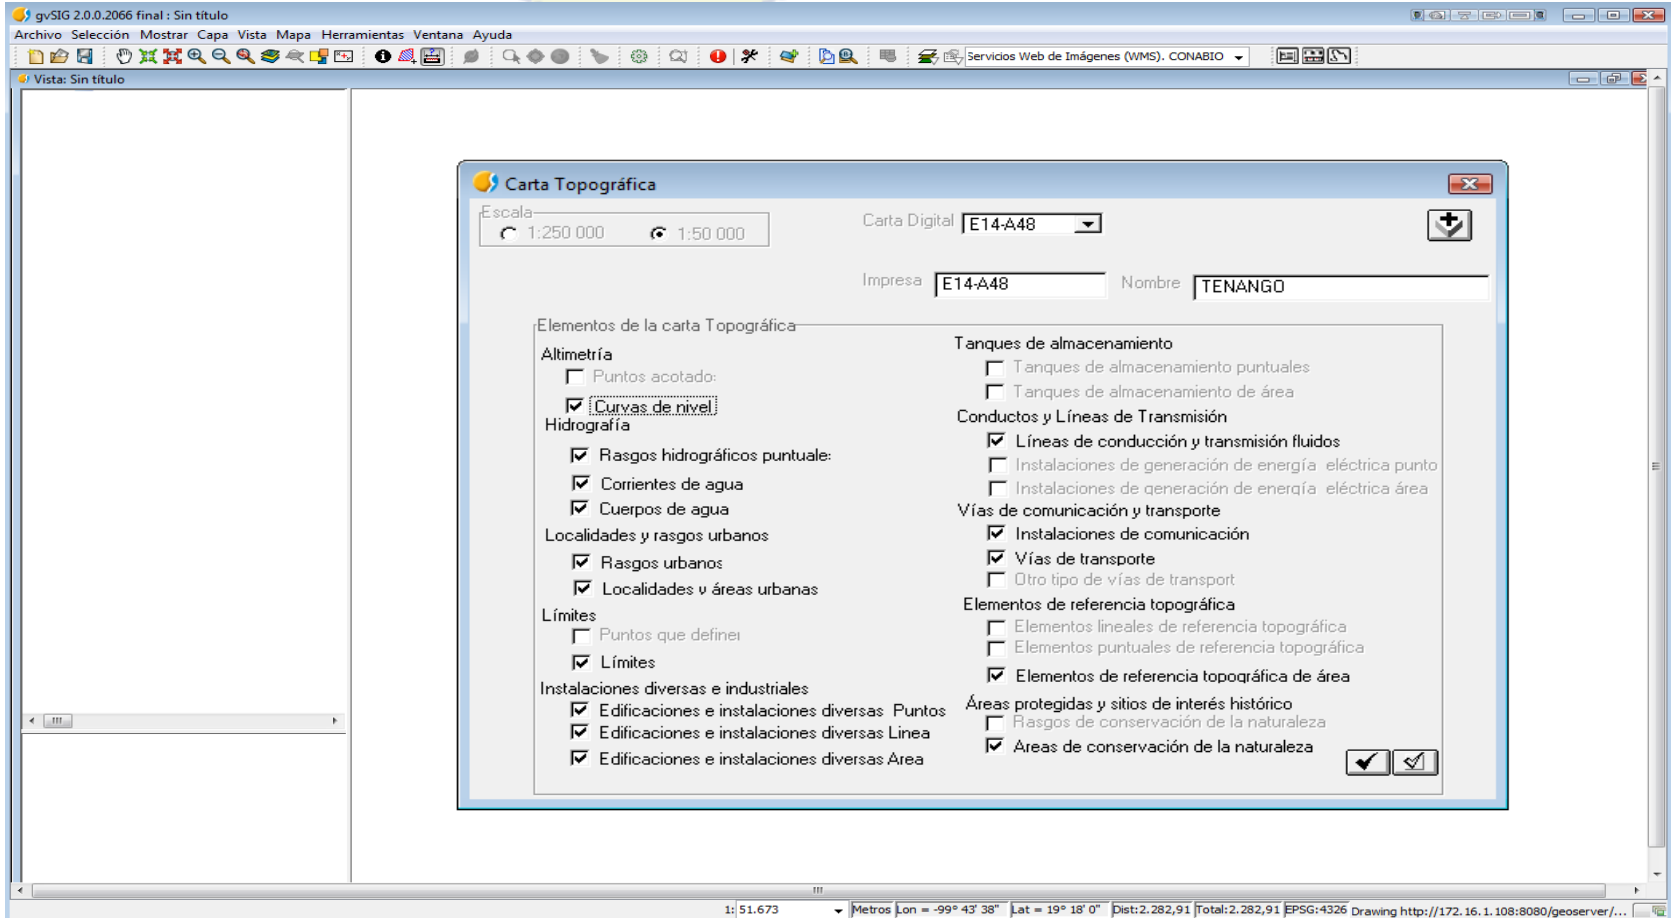 gvSIG 2.0.0.2066 final : Sin título
Archivo Selección Mostrar Capa Vista Mapa Herramientas Ventana Ayuda
Servicios Web de Imágenes (WMS). CONABIO
Vista: Sin título
Carta Topográfica
Escala
1:250 000 1:50 000
Carta Digital E14-A48
Impresa E14-A48 Nombre TENANGO
Elementos de la carta Topográfica
Altimetría
Puntos acotado:
Curvas de nivel
Hidrografía
Rasgos hidrográficos puntuale:
Corrientes de agua
Cuerpos de agua
Localidades y rasgos urbanos
Rasgos urbanos
Localidades y áreas urbanas
Límites
Puntos que definei
Límites
Instalaciones diversas e industriales
Edificaciones e instalaciones diversas Puntos
Edificaciones e instalaciones diversas Linea
Edificaciones e instalaciones diversas Area
Tanques de almacenamiento
Tanques de almacenamiento puntuales
Tanques de almacenamiento de área
Conductos y Líneas de Transmisión
Líneas de conducción y transmisión fluidos
Instalaciones de generación de energía eléctrica punto
Instalaciones de generación de energía eléctrica área
Vías de comunicación y transporte
Instalaciones de comunicación
Vías de transporte
Otro tipo de vías de transport
Elementos de referencia topográfica
Elementos lineales de referencia topográfica
Elementos puntuales de referencia topográfica
Elementos de referencia topográfica de área
Áreas protegidas y sitios de interés histórico
Rasgos de conservación de la naturaleza
Areas de conservación de la naturaleza
1: 51.673 Metros Lon = -99° 43' 38" Lat = 19° 18' 0" Dist:2.282,91 Total:2.282,91 EPSG:4326 Drawing http://172.16.1.108:8080/geoserver/...